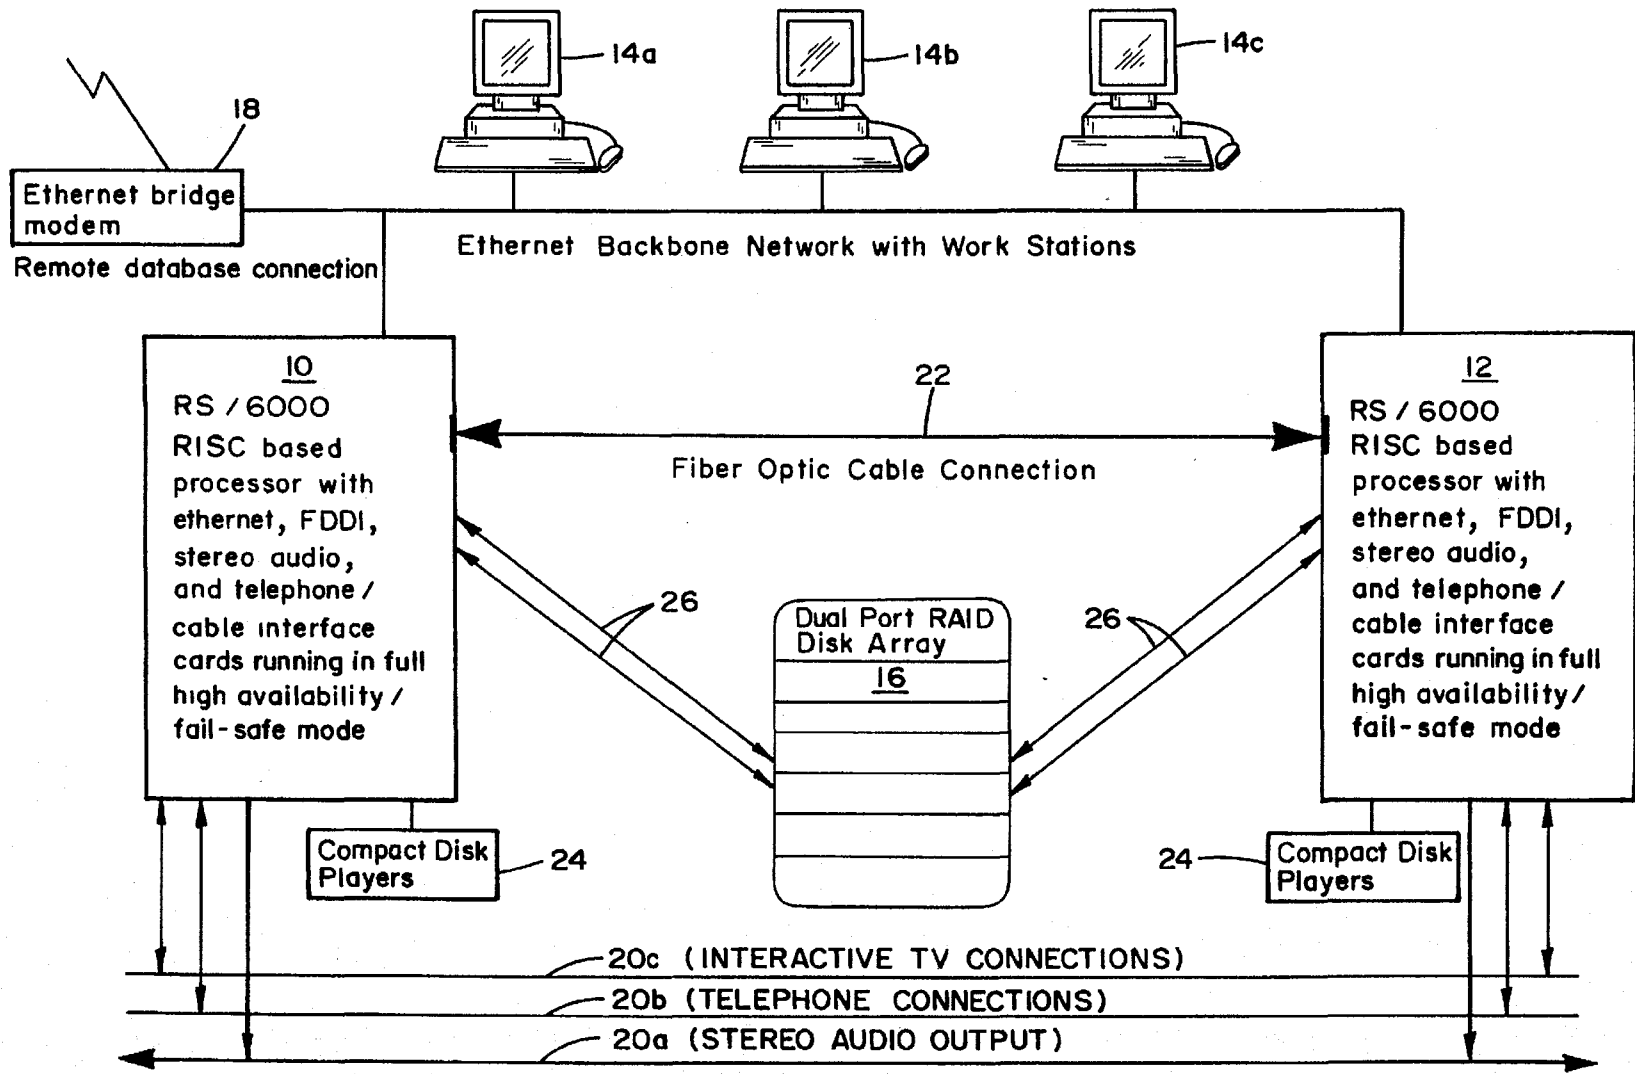 14a
14b
14c
18
Ethernet bridge
modem
Remote database connection
Ethernet Backbone Network with Work Stations
10
RS / 6000
RISC based
processor with
ethernet, FDDI,
stereo audio,
and telephone /
cable interface
cards running in full
high availability /
fail-safe mode
22
Fiber Optic Cable Connection
12
RS / 6000
RISC based
processor with
ethernet, FDDI,
stereo audio,
and telephone /
cable interface
cards running in full
high availability /
fail-safe mode
26
Dual Port RAID
Disk Array
16
26
Compact Disk
Players
24
24
Compact Disk
Players
20c (INTERACTIVE TV CONNECTIONS)
20b (TELEPHONE CONNECTIONS)
20a (STEREO AUDIO OUTPUT)